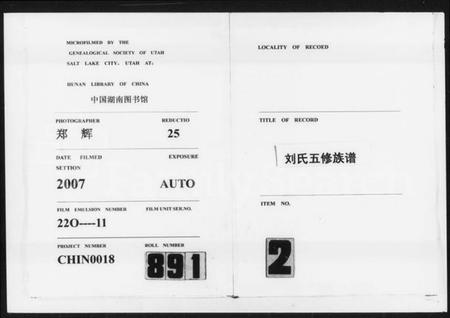 MICROFILMED BY THE
GENEALOGICAL SOCIETY OF UTAH
SALT LAKE CITY, UTAH AT:
HUNAN LIBRARY OF CHINA
中国湖南图书馆
PHOTOGRAPHER REDUCTIO
郑 辉 25
DATE FILMED EXPOSURE
SETTION
2007 AUTO
FILM EMULSION NUMBER FILM UNIT SER.NO.
22O----11
PROJECT NUMBER ROLL NUMBER
CHIN0018 891
LOCALITY OF RECOED
TITLE OF RECORD
刘氏五修族谱
ITEM NO.
2